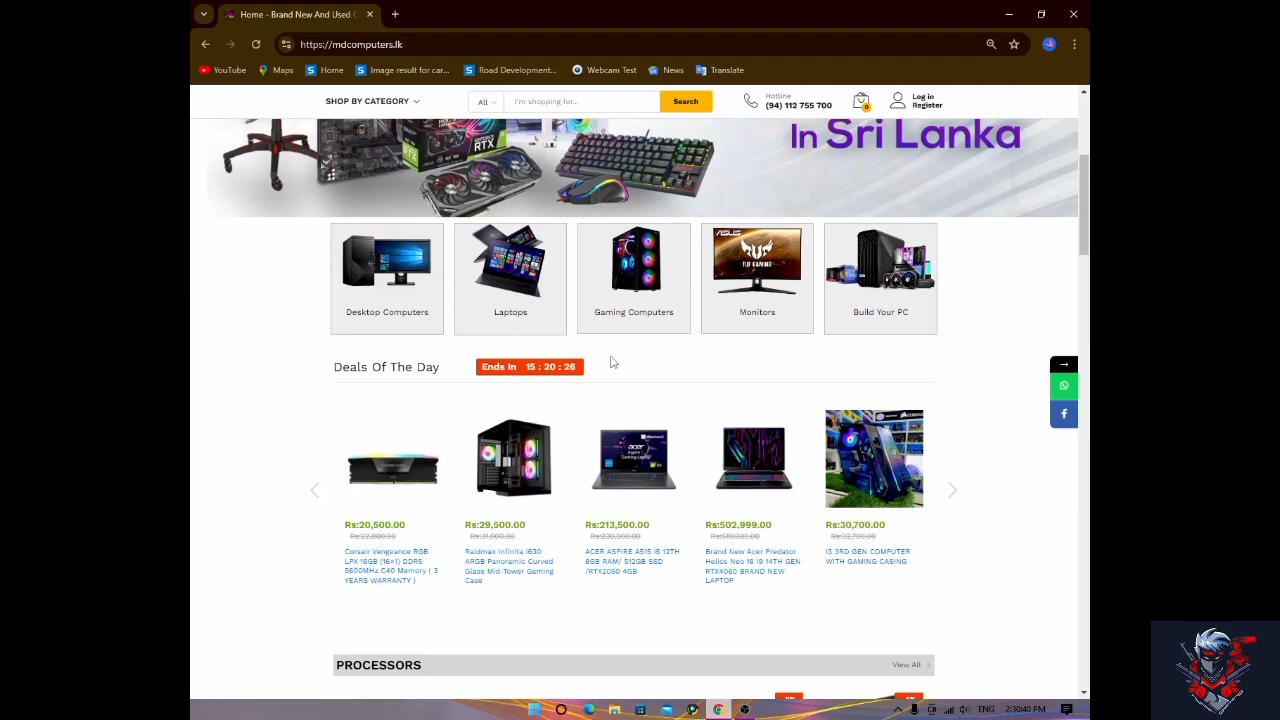 Home - Brand New And Used C
https://mdcomputers.lk
YouTube
Maps
Home
Image result for car...
Road Development...
Webcam Test
News
Translate
SHOP BY CATEGORY
All
I'm shopping for...
Search
Hotline
(94) 112 755 700
0
Log in
Register
In Sri Lanka
GEFORCE
RTX
ASUS
TUF GAMING
Desktop Computers
Laptops
Gaming Computers
Monitors
Build Your PC
Deals Of The Day
Ends In 15 : 20 : 26
acer
Rs:20,500.00
Rs:22,000.00
Corsair Vengeance RGB
LPX 16GB (16×1) DDR5
5600MHz C40 Memory ( 3
YEARS WARRANTY )
Rs:29,500.00
Rs:31,000.00
Raidmax Infinita I630
ARGB Panoramic Curved
Glass Mid-Tower Gaming
Case
Rs:213,500.00
Rs:230,000.00
ACER ASPIRE A515 I5 12TH
8GB RAM/ 512GB SSD
/RTX2050 4GB
Rs:502,999.00
Rs:510,000.00
Brand New Acer Predator
Helios Neo 16 I9 14TH GEN
RTX4060 BRAND NEW
LAPTOP
Rs:30,700.00
Rs:32,700.00
I3 3RD GEN COMPUTER
WITH GAMING CASING
PROCESSORS
View All
ENG
2:30:40 PM